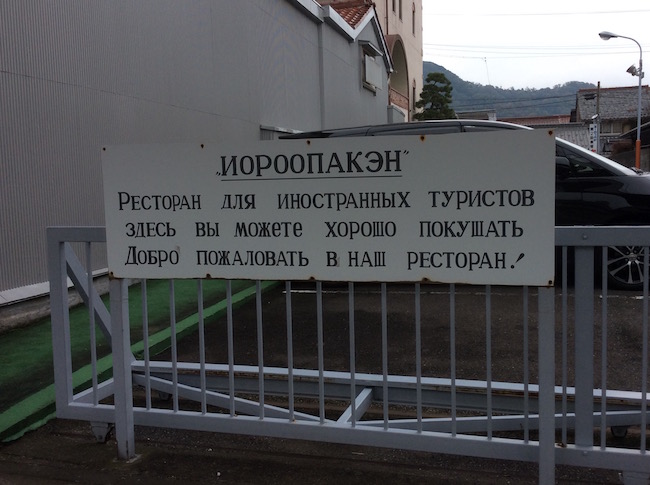 „ИОРООПАКЭН"
РЕСТОРАН ДЛЯ ИНОСТРАННЫХ ТУРИСТОВ
ЗДЕСЬ ВЫ МОЖЕТЕ ХОРОШО ПОКУШАТЬ
ДОБРО ПОЖАЛОВАТЬ В НАШ РЕСТОРАН!